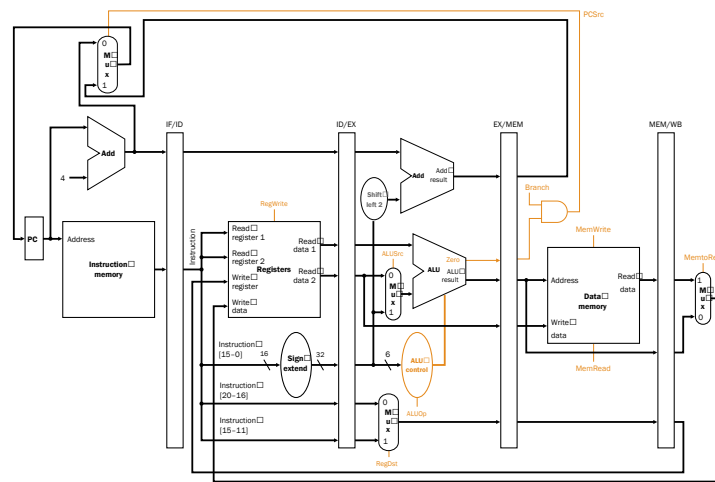 PCSrc
0
M
u
x
1
IF/ID
ID/EX
EX/MEM
MEM/WB
Add
4
Add
Add
result
Shift
left 2
Branch
RegWrite
PC
Address
Instruction
memory
Instruction
Read
register 1
Read
register 2
Write
register
Write
data
Registers
Read
data 1
Read
data 2
ALUSrc
0
M
u
x
1
Zero
ALU
ALU
result
MemWrite
Address
Read
data
Data
memory
Write
data
MemRead
MemtoRe
1
M
u
x
0
Instruction
[15–0]
16
Sign
extend
32
6
ALU
control
ALUOp
Instruction
[20–16]
Instruction
[15–11]
0
M
u
x
1
RegDst